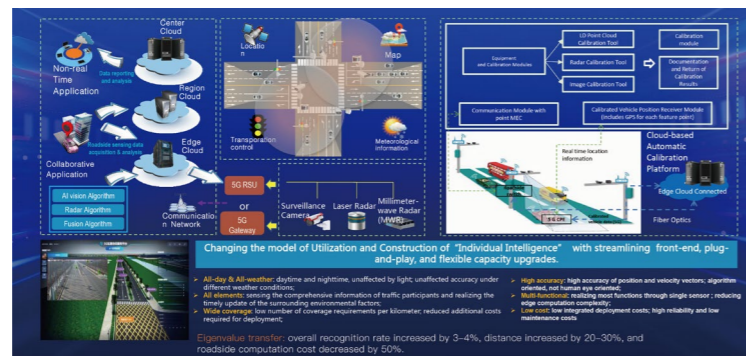 Center
Cloud
Non-real
Time
Application
Data reporting
and analysis
Region
Cloud
Roadside sensing data
acquisition & analysis
Edge
Cloud
Collaborative
Application
AI vision Algorithm
Radar Algorithm
Fusion Algorithm
Communicatio
n Network
Locatio
n
Map
Transporation
control
Meteorological
information
5G RSU
or
5G
Gateway
Surveillance
Camera
Laser Radar
Millimeter-
wave Radar
(MWR)
Equipment
and Calibration Modules
LD Point Cloud
Calibration Tool
Radar Calibration Tool
Image Calibration Tool
Calibration
module
Documentation
and Return of
Calibration
Results
Communication Module with
point MEC
Calibrated Vehicle Position Receiver Module
(includes GPS for each feature point)
Real time location
information
Cloud-based
Automatic
Calibration
Platform
5G CPE
Edge Cloud Connected
Fiber Optics
Changing the model of Utilization and Construction of "Individual Intelligence" with streamlining front-end, plug-
and-play, and flexible capacity upgrades.
All-day & All-weather: daytime and nighttime, unaffected by light; unaffected accuracy under
different weather conditions;
All elements: sensing the comprehensive information of traffic participants and realizing the
timely update of the surrounding environmental factors;
Wide coverage: low number of coverage requirements per kilometer; reduced additional costs
required for deployment;
High accuracy: high accuracy of position and velocity vectors; algorithm
oriented, not human eye oriented;
Multi-functional: realizing most functions through single sensor ; reducing
edge computation complexity;
Low cost: low integrated deployment costs; high reliability and low
maintenance costs
Eigenvalue transfer: overall recognition rate increased by 3–4%, distance increased by 20–30%, and
roadside computation cost decreased by 50%.